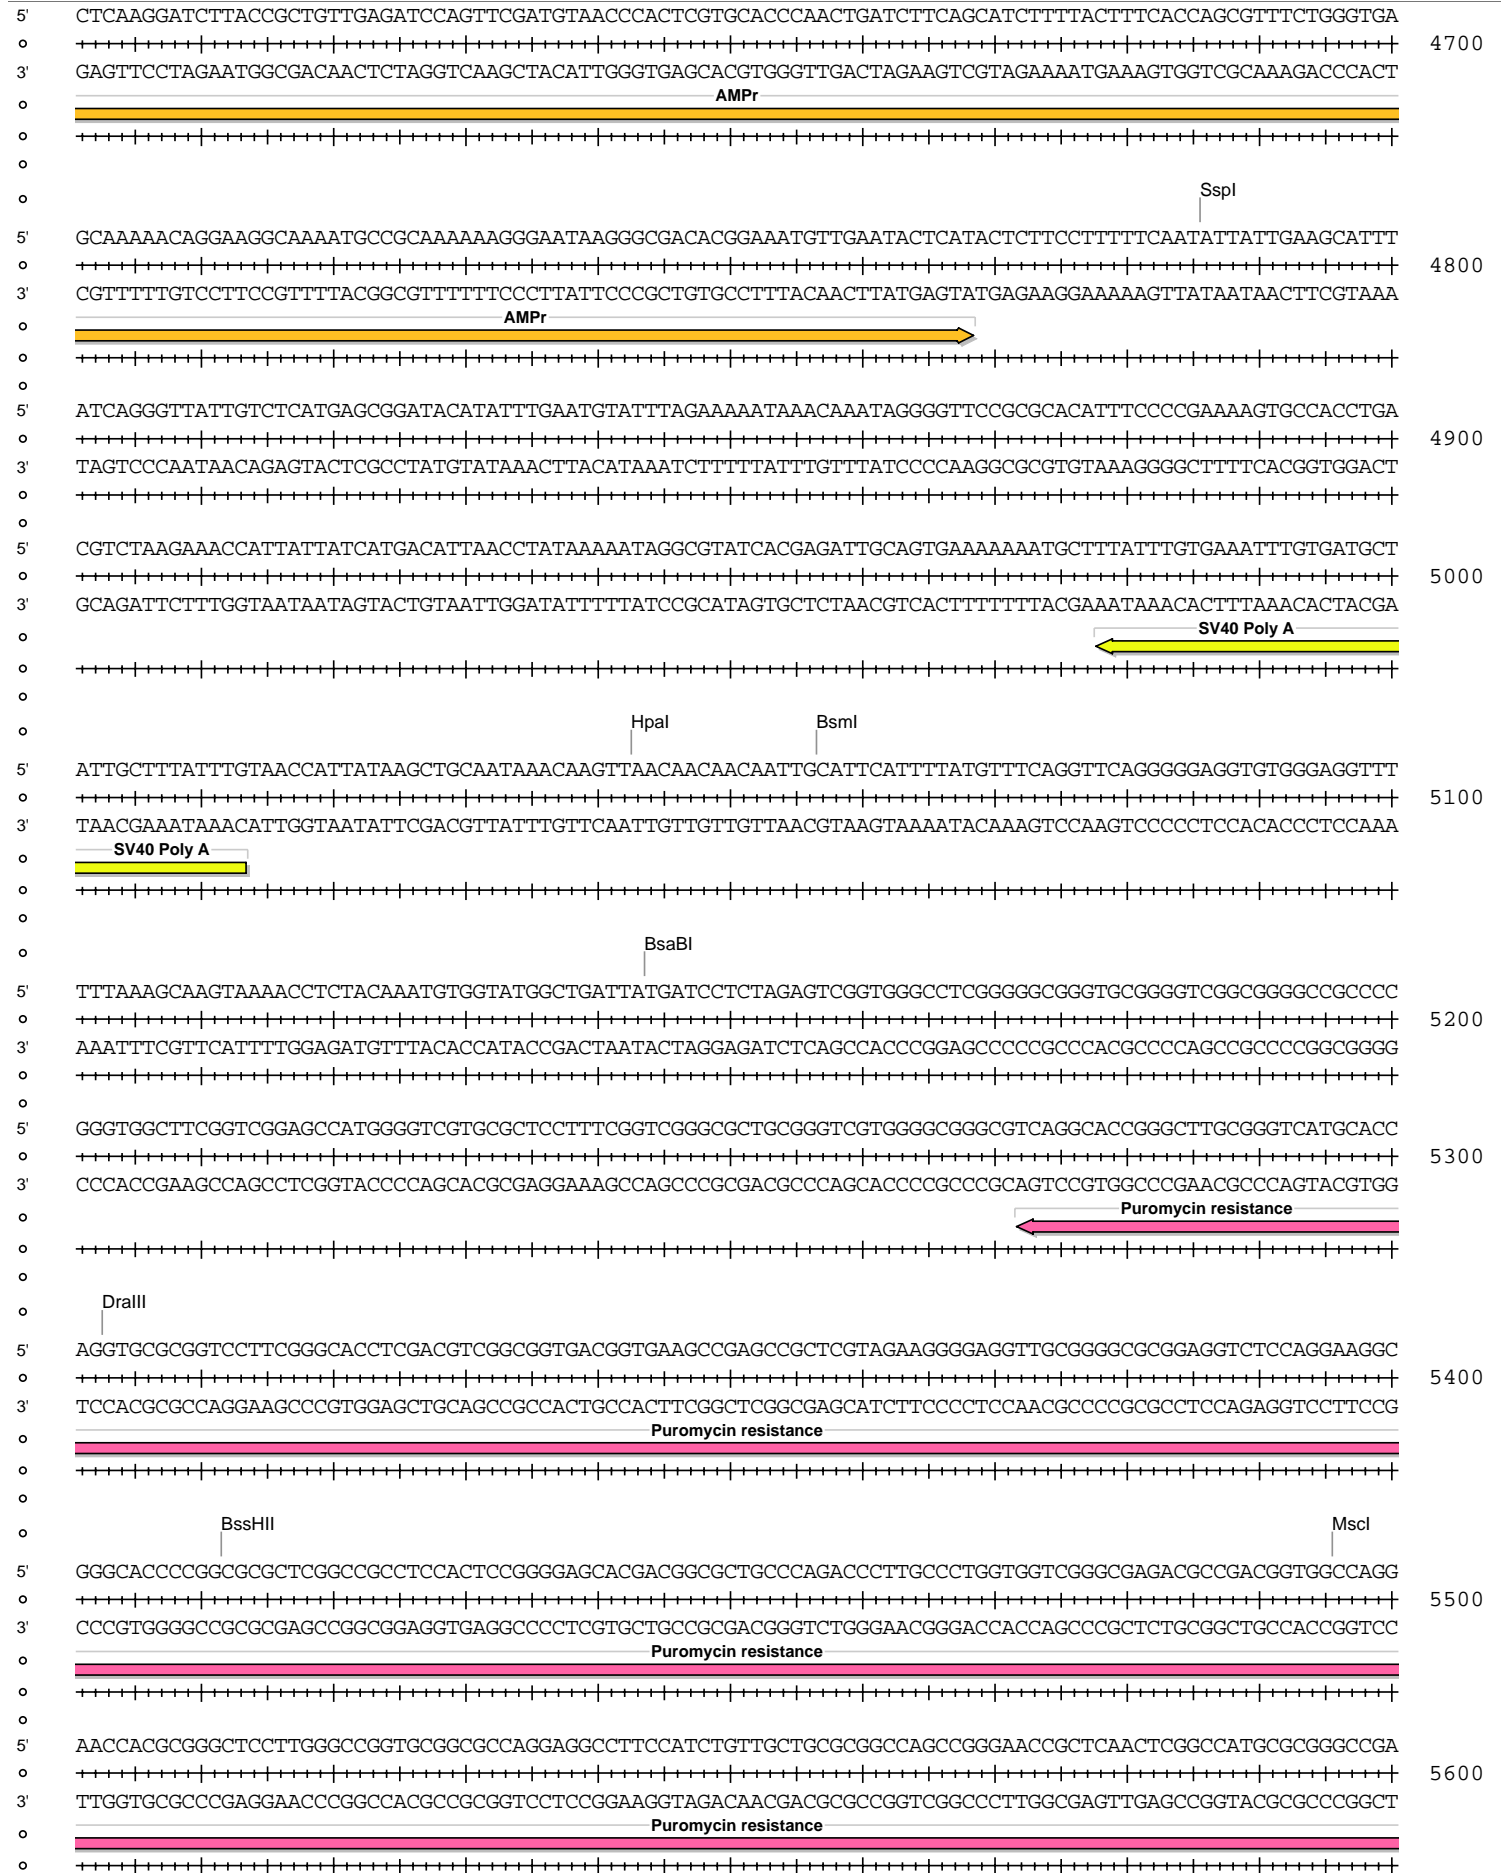 5' CTCAAGGATCTTACCGCTGTTGAGATCCAGTTCGATGTAACCCACTCGTGCACCCAACTGATCTTCAGCATCTTTTACTTTCACCAGCGTTTCTGGGTGA
4700
3' GAGTTCCTAGAATGGCGACAACTCTAGGTCAAGCTACATTGGGTGAGCACGTGGGTTGACTAGAAGTCGTAGAAAATGAAAGTGGTCGCAAAGACCCACT
AMPr
SspI
5' GCAAAAACAGGAAGGCAAAATGCCGCAAAAAAGGGAATAAGGGCGACACGGAAATGTTGAATACTCATACTCTTCCTTTTTCAATATTATTGAAGCATTT
4800
3' CGTTTTTGTCCTTCCGTTTTACGGCGTTTTTTCCCTTATTCCCGCTGTGCCTTTACAACTTATGAGTATGAGAAGGAAAAAGTTATAATAACTTCGTAAA
AMPr
5' ATCAGGGTTATTGTCTCATGAGCGGATACATATTTGAATGTATTTAGAAAAATAAACAAATAGGGGTTCCGCGCACATTTCCCCGAAAAGTGCCACCTGA
4900
3' TAGTCCCAATAACAGAGTACTCGCCTATGTATAAACTTACATAAATCTTTTTATTTGTTTATCCCCAAGGCGCGTGTAAAGGGGCTTTTCACGGTGGACT
5' CGTCTAAGAAACCATTATTATCATGACATTAACCTATAAAAATAGGCGTATCACGAGATTGCAGTGAAAAAAATGCTTTATTTGTGAAATTTGTGATGCT
5000
3' GCAGATTCTTTGGTAATAATAGTACTGTAATTGGATATTTTTATCCGCATAGTGCTCTAACGTCACTTTTTTTACGAAATAAACACTTTAAACACTACGA
SV40 Poly A
HpaI BsmI
5' ATTGCTTTATTTGTAACCATTATAAGCTGCAATAAACAAGTTAACAACAACAATTGCATTCATTTTATGTTTCAGGTTCAGGGGGAGGTGTGGGAGGTTT
5100
3' TAACGAAATAAACATTGGTAATATTCGACGTTATTTGTTCAATTGTTGTTGTTAACGTAAGTAAAATACAAAGTCCAAGTCCCCCTCCACACCCTCCAAA
SV40 Poly A
BsaBI
5' TTTAAAGCAAGTAAAACCTCTACAAATGTGGTATGGCTGATTATGATCCTCTAGAGTCGGTGGGCCTCGGGGGCGGGTGCGGGGTCGGCGGGGCCGCCCC
5200
3' AAATTTCGTTCATTTTGGAGATGTTTACACCATACCGACTAATACTAGGAGATCTCAGCCACCCGGAGCCCCCGCCCACGCCCCAGCCGCCCCGGCGGGG
5' GGGTGGCTTCGGTCGGAGCCATGGGGTCGTGCGCTCCTTTCGGTCGGGCGCTGCGGGTCGTGGGGCGGGCGTCAGGCACCGGGCTTGCGGGTCATGCACC
5300
3' CCCACCGAAGCCAGCCTCGGTACCCCAGCACGCGAGGAAAGCCAGCCCGCGACGCCCAGCACCCCGCCCGCAGTCCGTGGCCCGAACGCCCAGTACGTGG
Puromycin resistance
DraIII
5' AGGTGCGCGGTCCTTCGGGCACCTCGACGTCGGCGGTGACGGTGAAGCCGAGCCGCTCGTAGAAGGGGAGGTTGCGGGGCGCGGAGGTCTCCAGGAAGGC
5400
3' TCCACGCGCCAGGAAGCCCGTGGAGCTGCAGCCGCCACTGCCACTTCGGCTCGGCGAGCATCTTCCCCTCCAACGCCCCGCGCCTCCAGAGGTCCTTCCG
Puromycin resistance
BssHII MscI
5' GGGCACCCCGGCGCGCTCGGCCGCCTCCACTCCGGGGAGCACGACGGCGCTGCCCAGACCCTTGCCCTGGTGGTCGGGCGAGACGCCGACGGTGGCCAGG
5500
3' CCCGTGGGGCCGCGCGAGCCGGCGGAGGTGAGGCCCCTCGTGCTGCCGCGACGGGTCTGGGAACGGGACCACCAGCCCGCTCTGCGGCTGCCACCGGTCC
Puromycin resistance
5' AACCACGCGGGCTCCTTGGGCCGGTGCGGCGCCAGGAGGCCTTCCATCTGTTGCTGCGCGGCCAGCCGGGAACCGCTCAACTCGGCCATGCGCGGGCCGA
5600
3' TTGGTGCGCCCGAGGAACCCGGCCACGCCGCGGTCCTCCGGAAGGTAGACAACGACGCGCCGGTCGGCCCTTGGCGAGTTGAGCCGGTACGCGCCCGGCT
Puromycin resistance